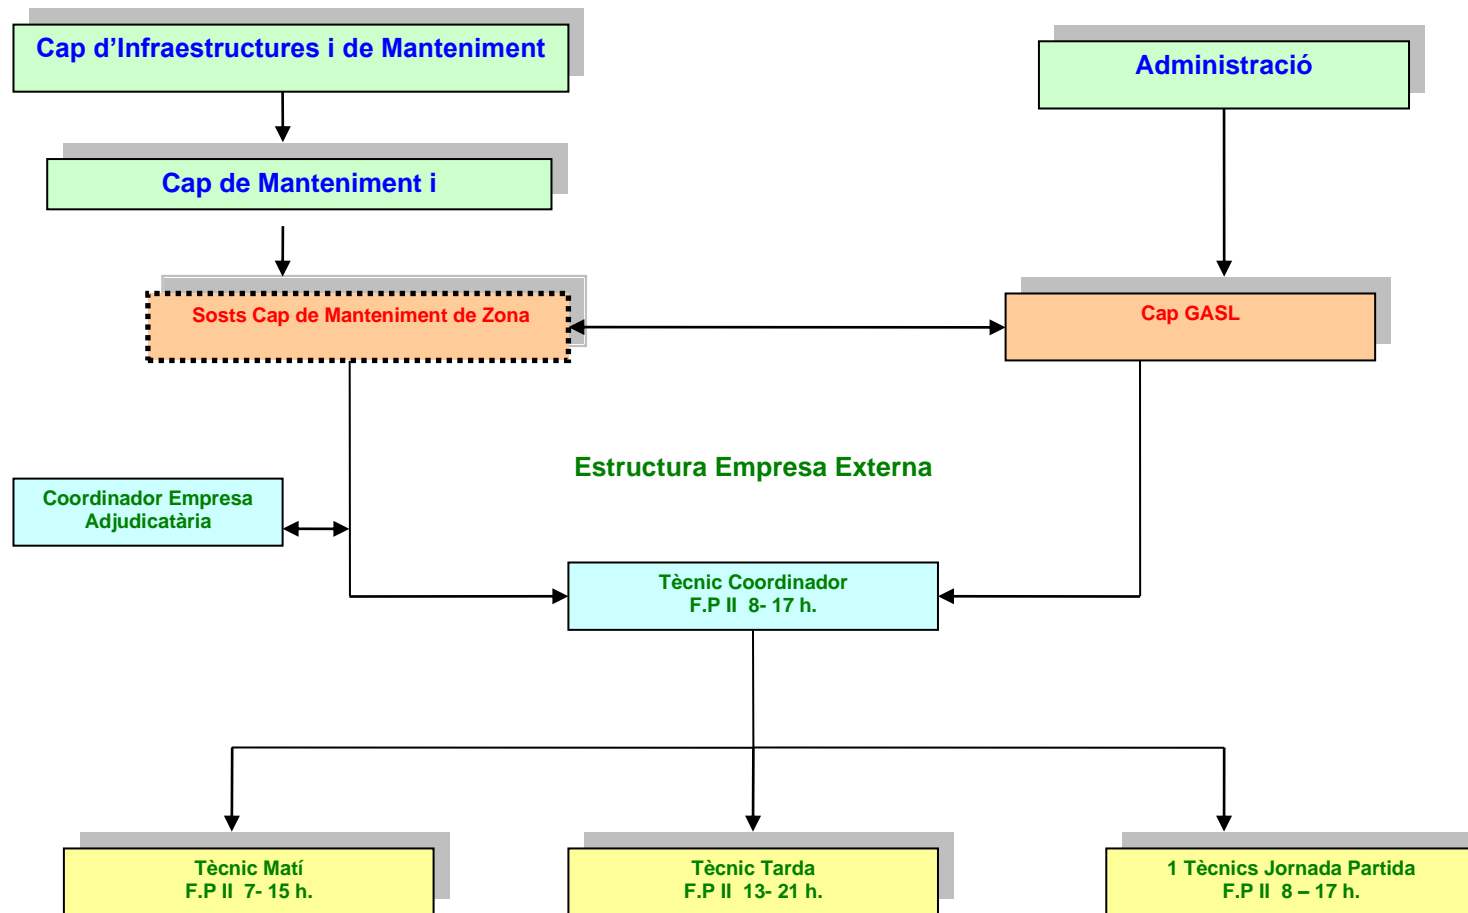 Cap d’Infraestructures i de Manteniment
Administració
Cap de Manteniment i
Sosts Cap de Manteniment de Zona
Cap GASL
Estructura Empresa Externa
Coordinador Empresa
Adjudicatària
Tècnic Coordinador
F.P II 8- 17 h.
Tècnic Matí
F.P II 7- 15 h.
Tècnic Tarda
F.P II 13- 21 h.
1 Tècnics Jornada Partida
F.P II 8 – 17 h.